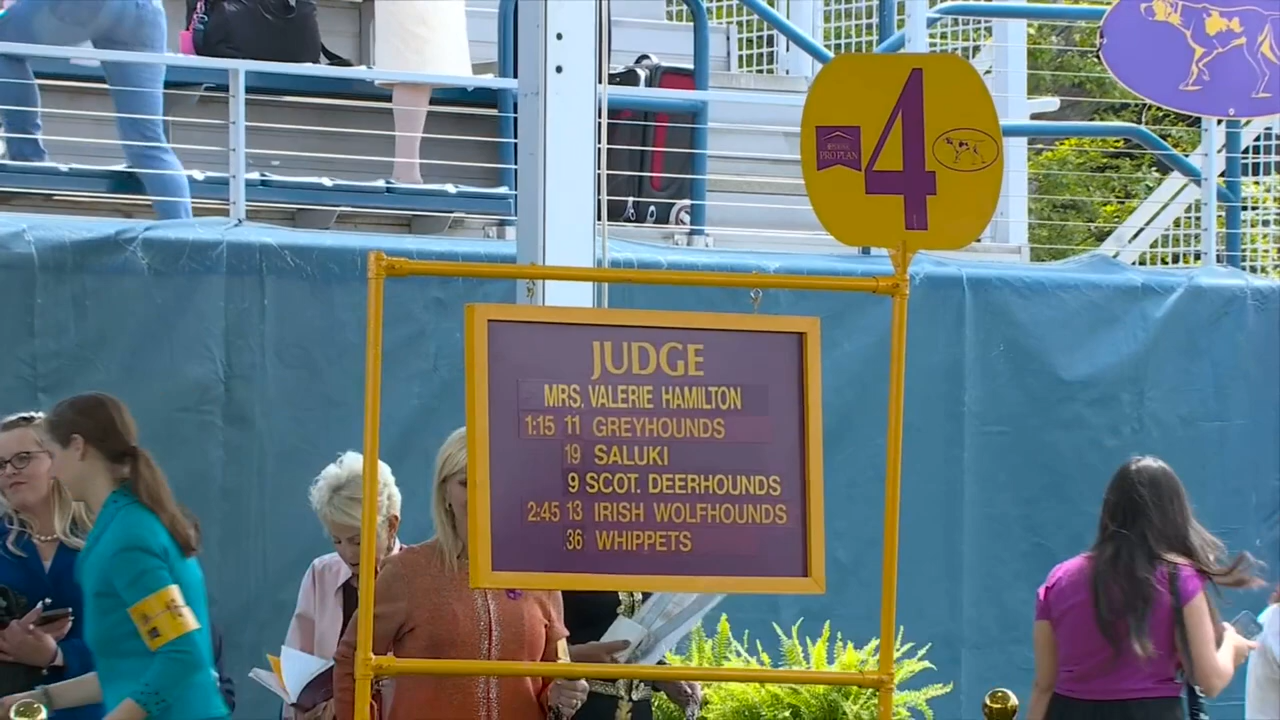 4
PRO PLAN
JUDGE
MRS. VALERIE HAMILTON
1:15 11 GREYHOUNDS
19 SALUKI
9 SCOT. DEERHOUNDS
2:45 13 IRISH WOLFHOUNDS
36 WHIPPETS